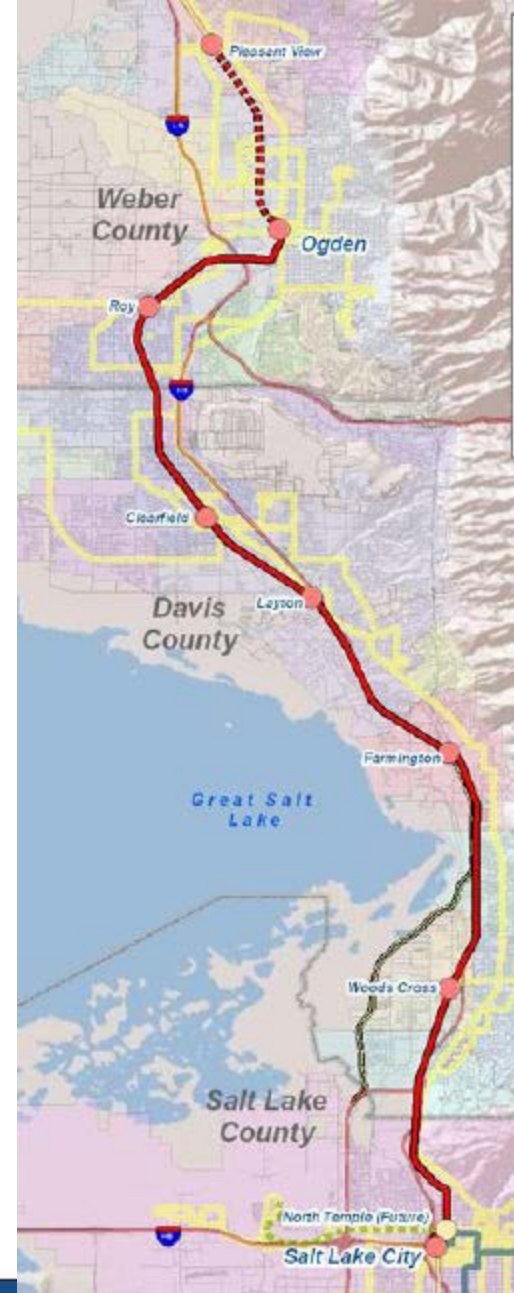 Pleasant View
Weber
County
Ogden
Roy
Clearfield
Davis
County
Layton
Farmington
Great Salt
Lake
Woods Cross
Salt Lake
County
North Temple (Future)
Salt Lake City